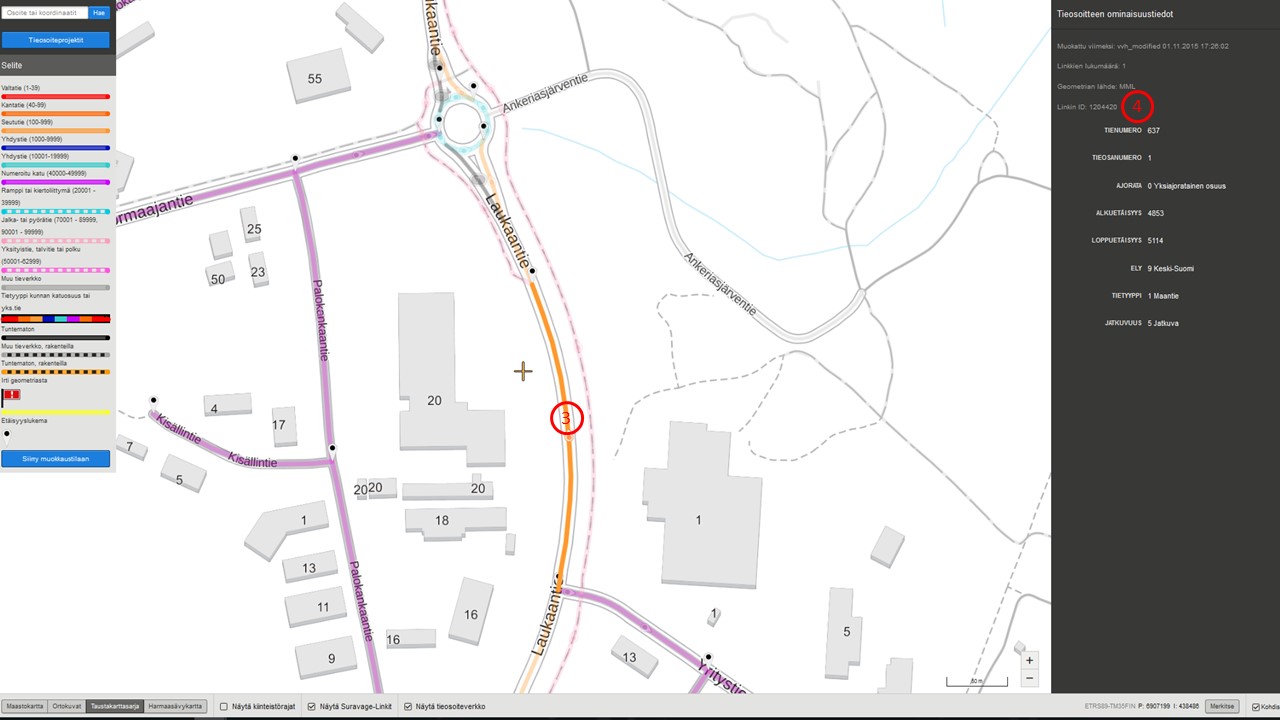 Osoite tai koordinaatit
Hae
Tieosoiteprojektit
Selite
Valtatie (1-39)
Kantatie (40-99)
Seututie (100-999)
Yhdystie (1000-9999)
Yhdystie (10001-19999)
Numeroitu katu (40000-49999)
Ramppi tai kiertoliittymä (20001 -
39999)
Jalka- tai pyörätie (70001 - 89999,
90001 - 99999)
Yksityistie, talvitie tai polku
(50001-62999)
Muu tieverkko
Tietyyppi kunnan katuosuus tai
yks.tie
Tuntematon
Muu tieverkko, rakenteilla
Tuntematon, rakenteilla
Irti geometriasta
Etäisyyslukema
Siirry muokkaustilaan
Laukaantie
55
Ankeriasjärventie
ormaajantie
Laukaantie
25
50
23
Palokankaantie
Ankeriasjärventie
20
3
4
17
Kisällintie
Kisällintie
7
5
20
20
20
18
1
1
13
Palokankaantie
11
16
16
9
Laukaantie
1
13
5
Yritystie
50 m
+
−
Tieosoitteen ominaisuustiedot
Muokattu viimeksi: vvh_modified 01.11.2015 17:26:02
Linkkien lukumäärä: 1
Geometrian lähde: MML
Linkin ID: 1204420
4
TIENUMERO 637
TIEOSANUMERO 1
AJORATA 0 Yksiajoratainen osuus
ALKUETÄISYYS 4853
LOPPUETÄISYYS 5114
ELY 9 Keski-Suomi
TIETYYPPI 1 Maantie
JATKUVUUS 5 Jatkuva
Maastokartta Ortokuvat Taustakarttasarja Harmaasävykartta
Näytä kiinteistörajat
Näytä Suravage-Linkit
Näytä tieosoiteverkko
ETRS89-TM35FIN P: 6907199 I: 438486
Merkitse
Kohdis